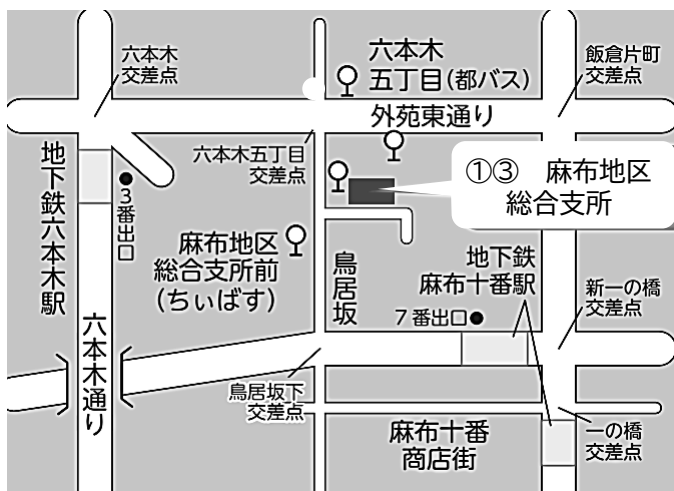 六本木
交差点
六本木
五丁目(都バス)
飯倉片町
交差点
外苑東通り
六本木五丁目
交差点
地下鉄六本木駅
3番出口
①③ 麻布地区
総合支所
麻布地区
総合支所前
(ちぃばす)
鳥居坂
地下鉄
麻布十番駅
7番出口
新一の橋
交差点
六本木通り
鳥居坂下
交差点
麻布十番
商店街
一の橋
交差点